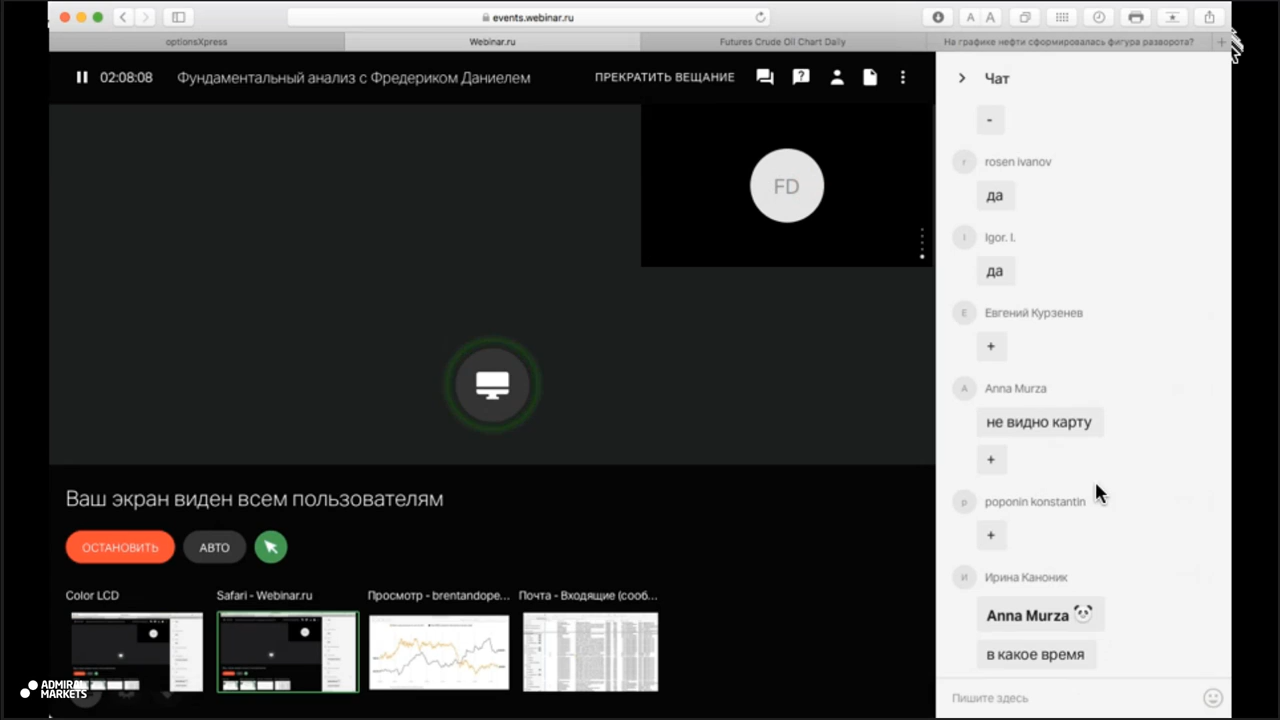 events.webinar.ru
A A
optionsXpress
Webinar.ru
Futures Crude Oil Chart Daily
На графике нефти сформировалась фигура разворота?
02:08:08
Фундаментальный анализ с Фредериком Даниелем
ПРЕКРАТИТЬ ВЕЩАНИЕ
FD
Ваш экран виден всем пользователям
ОСТАНОВИТЬ
АВТО
Color LCD
Safari - Webinar.ru
Просмотр - brentandope...
Почта - Входящие (сооб...
ADMIRAL
MARKETS
Чат
-
r
rosen ivanov
да
I
Igor. I.
да
Е
Евгений Курзенев
+
A
Anna Murza
не видно карту
+
p
poponin konstantin
+
И
Ирина Каноник
Anna Murza 🐼
в какое время
Пишите здесь